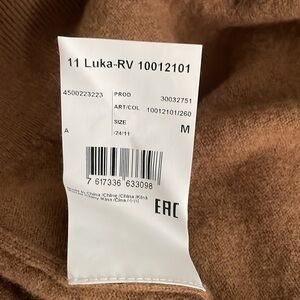 11 Luka-RV 10012101
4500223223 PROD 30032751
ART/COL 10012101/260
SIZE M
A /24/11
7 617336 633098
EAC